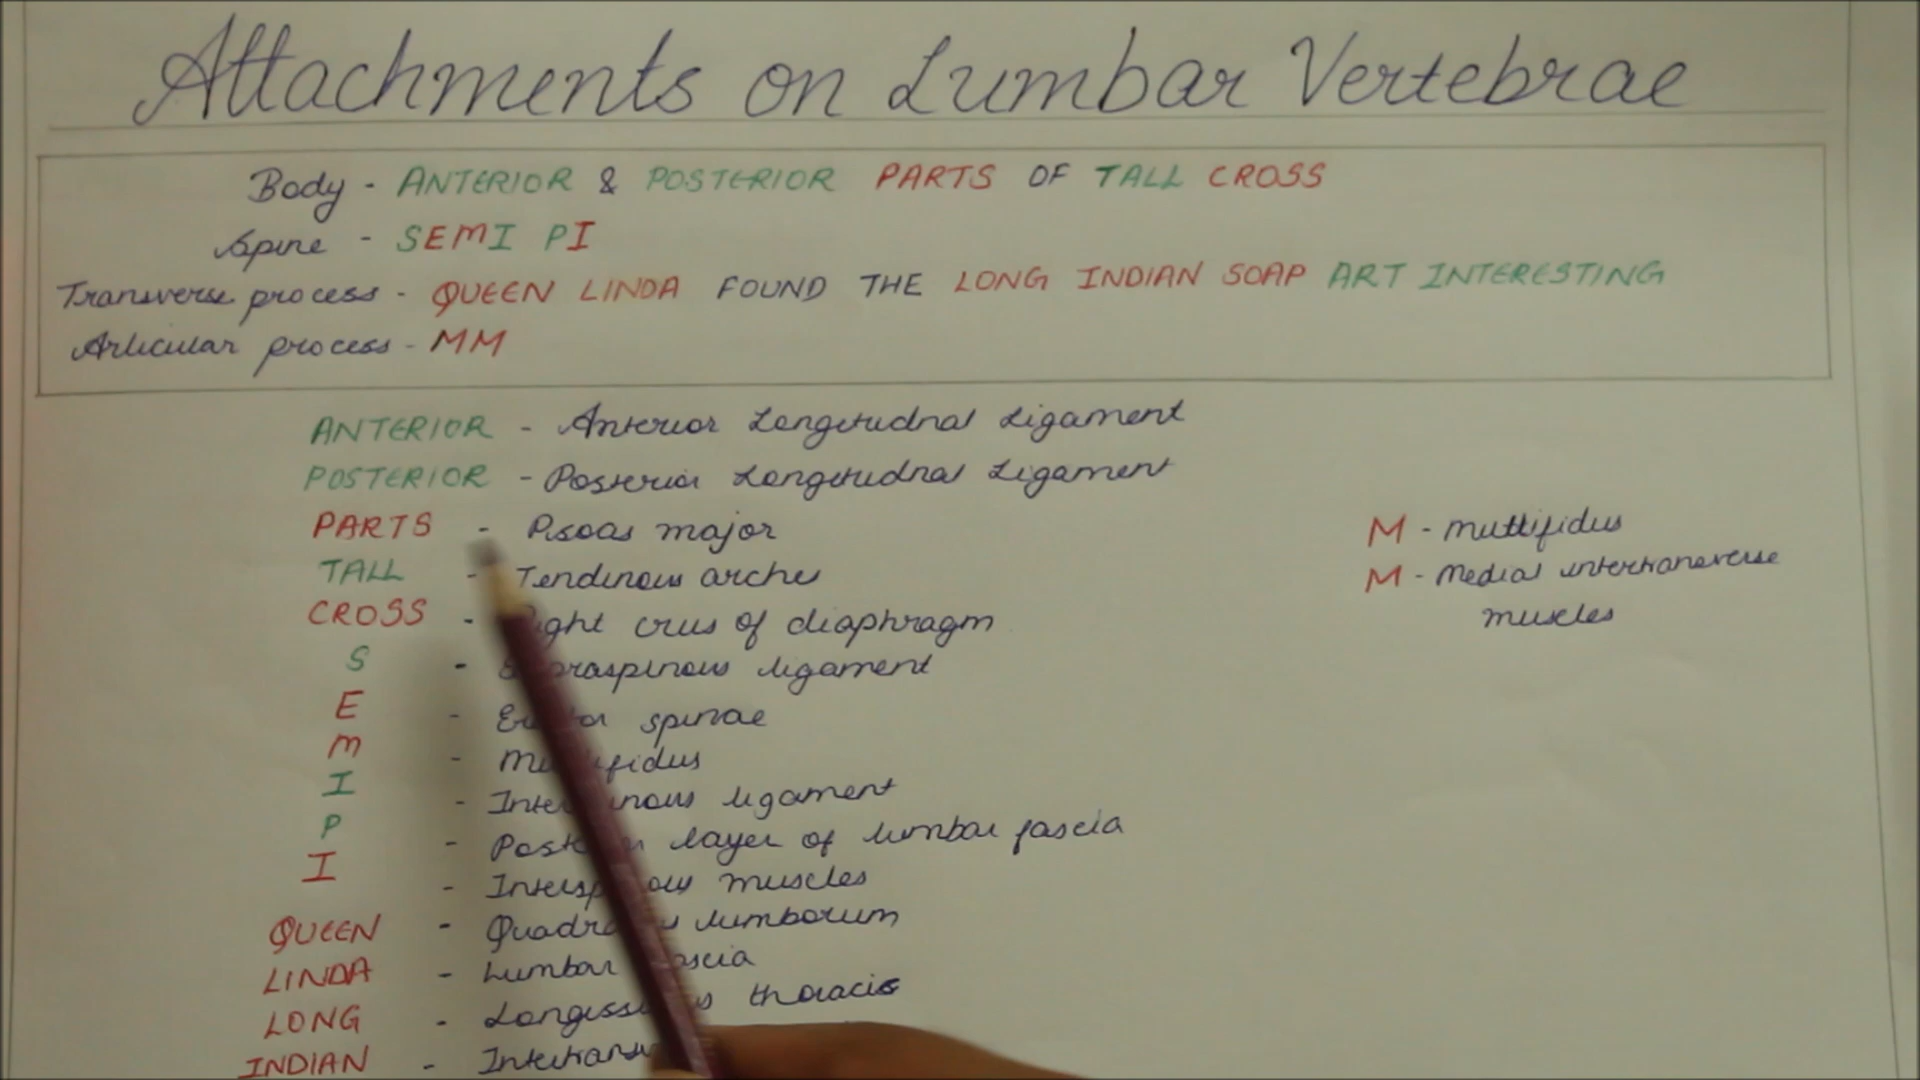 Attachments on Lumbar Vertebrae
Body - ANTERIOR & POSTERIOR PARTS OF TALL CROSS
Spine - SEMI PI
Transverse process - QUEEN LINDA FOUND THE LONG INDIAN SOAP ART INTERESTING
Articular process - MM
ANTERIOR - Anterior Longitudnal Ligament
POSTERIOR - Posterior Longitudnal Ligament
PARTS - Psoas major
TALL - Tendinous arche
CROSS - crus of diaphragm
S - ligament
E - spinae
M -
I - ligament
P - layer of lumbar fascia
I - muscles
QUEEN - lumborum
LINDA - Lumbar
LONG - thoracis
INDIAN -
M - multifidus
M - Medial intertransverse
muscles